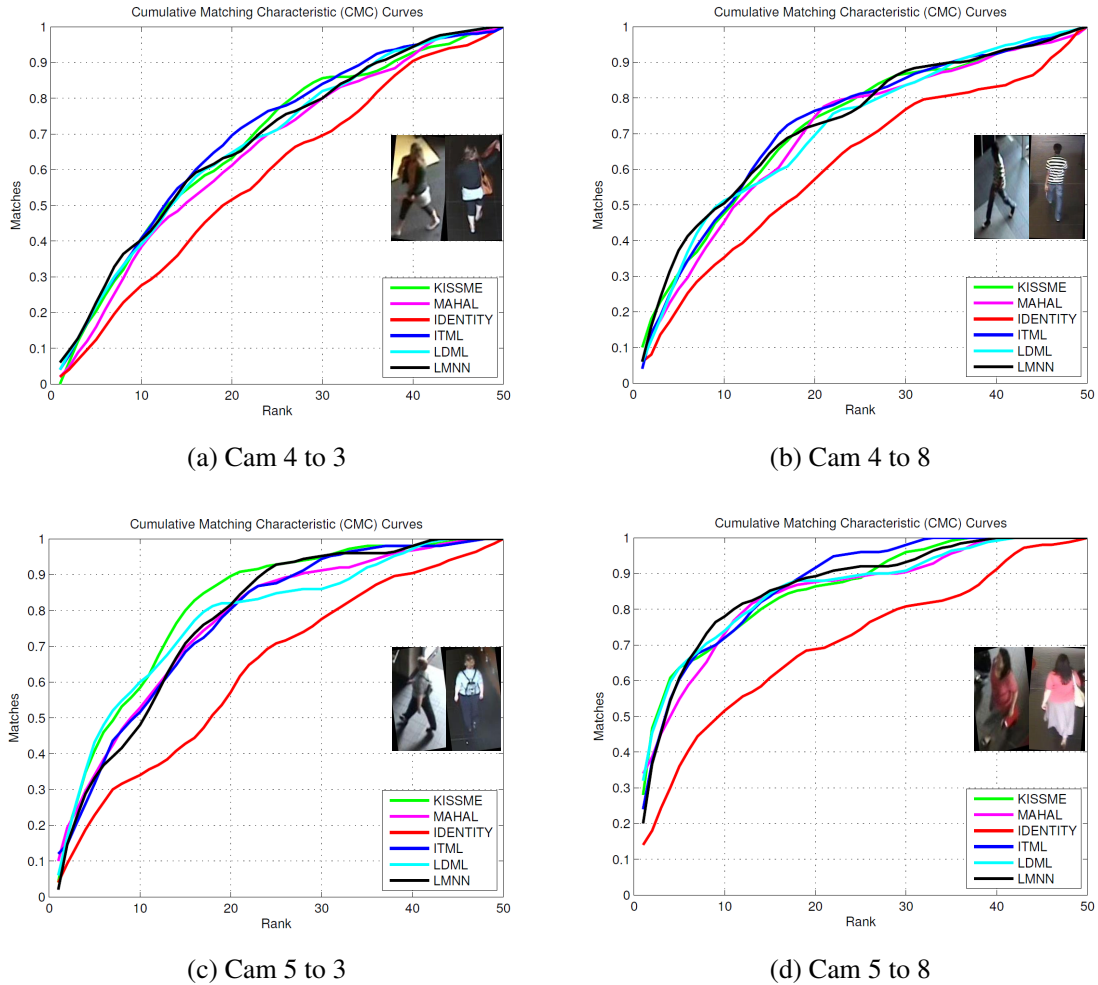 Cumulative Matching Characteristic (CMC) Curves
1
0.9
0.8
0.7
0.6
0.5
0.4
0.3
0.2
0.1
0
Matches
KISSME
MAHAL
IDENTITY
ITML
LDML
LMNN
0 10 20 30 40 50
Rank
(a) Cam 4 to 3
Cumulative Matching Characteristic (CMC) Curves
1
0.9
0.8
0.7
0.6
0.5
0.4
0.3
0.2
0.1
0
Matches
KISSME
MAHAL
IDENTITY
ITML
LDML
LMNN
0 10 20 30 40 50
Rank
(b) Cam 4 to 8
Cumulative Matching Characteristic (CMC) Curves
1
0.9
0.8
0.7
0.6
0.5
0.4
0.3
0.2
0.1
0
Matches
KISSME
MAHAL
IDENTITY
ITML
LDML
LMNN
0 10 20 30 40 50
Rank
(c) Cam 5 to 3
Cumulative Matching Characteristic (CMC) Curves
1
0.9
0.8
0.7
0.6
0.5
0.4
0.3
0.2
0.1
0
Matches
KISSME
MAHAL
IDENTITY
ITML
LDML
LMNN
0 10 20 30 40 50
Rank
(d) Cam 5 to 8